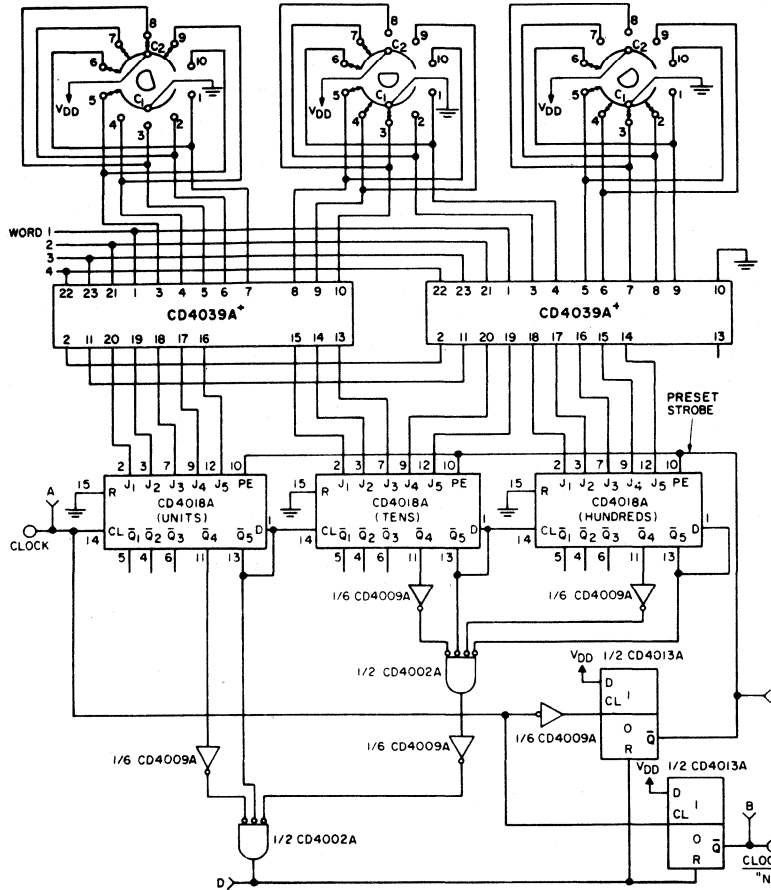 8 8 8
7 C2 9 7 C2 9 7 C2 9
6 10 6 10 6 10
VDD VDD VDD
5 C1 1 5 C1 1 5 C1 1
4 3 2 4 3 2 4 3 2
WORD 1
2
3
4
22 23 21 1 3 4 5 6 7 8 9 10 22 23 21 1 3 4 5 6 7 8 9 10
CD4039A+ CD4039A+
2 11 20 19 18 17 16 15 14 13 2 11 20 19 18 17 16 15 14 13
PRESET
STROBE
2 3 7 9 12 10 2 3 7 9 12 10 2 3 7 9 12 10
15 J1 J2 J3 J4 J5 PE 15 J1 J2 J3 J4 J5 PE 15 J1 J2 J3 J4 J5 PE
R CD4018A R CD4018A R CD4018A
(UNITS) (TENS) (HUNDREDS)
A
CLOCK
14 CL Q̅1 Q̅2 Q̅3 Q̅4 Q̅5 D 1 14 CL Q̅1 Q̅2 Q̅3 Q̅4 Q̅5 D 1 14 CL Q̅1 Q̅2 Q̅3 Q̅4 Q̅5 D 1
5 4 6 11 13 5 4 6 11 13 5 4 6 11 13
1/6 CD4009A 1/6 CD4009A
1/2 CD4002A
VDD 1/2 CD4013A
D
CL 1
0
R Q̅
1/6 CD4009A
1/6 CD4009A 1/6 CD4009A
VDD 1/2 CD4013A
D
CL 1
0
R Q̅
B
1/2 CD4002A
CLOC
"N
D